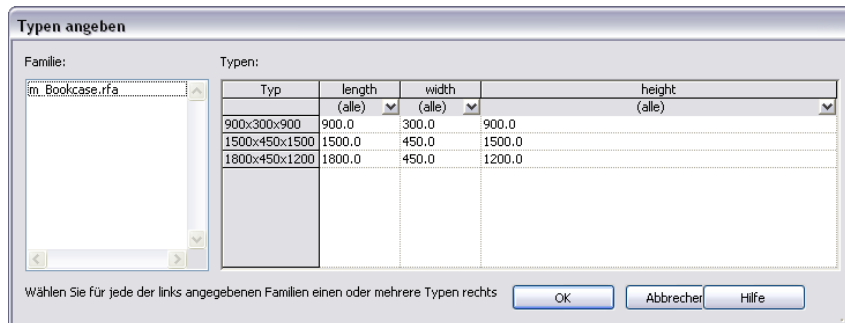 Typen angeben
Familie: Typen:
m_Bookcase.rfa
Typ length width height
(alle) (alle) (alle)
900x300x900 900.0 300.0 900.0
1500x450x1500 1500.0 450.0 1500.0
1800x450x1200 1800.0 450.0 1200.0
Wählen Sie für jede der links angegebenen Familien einen oder mehrere Typen rechts OK Abbrecher Hilfe